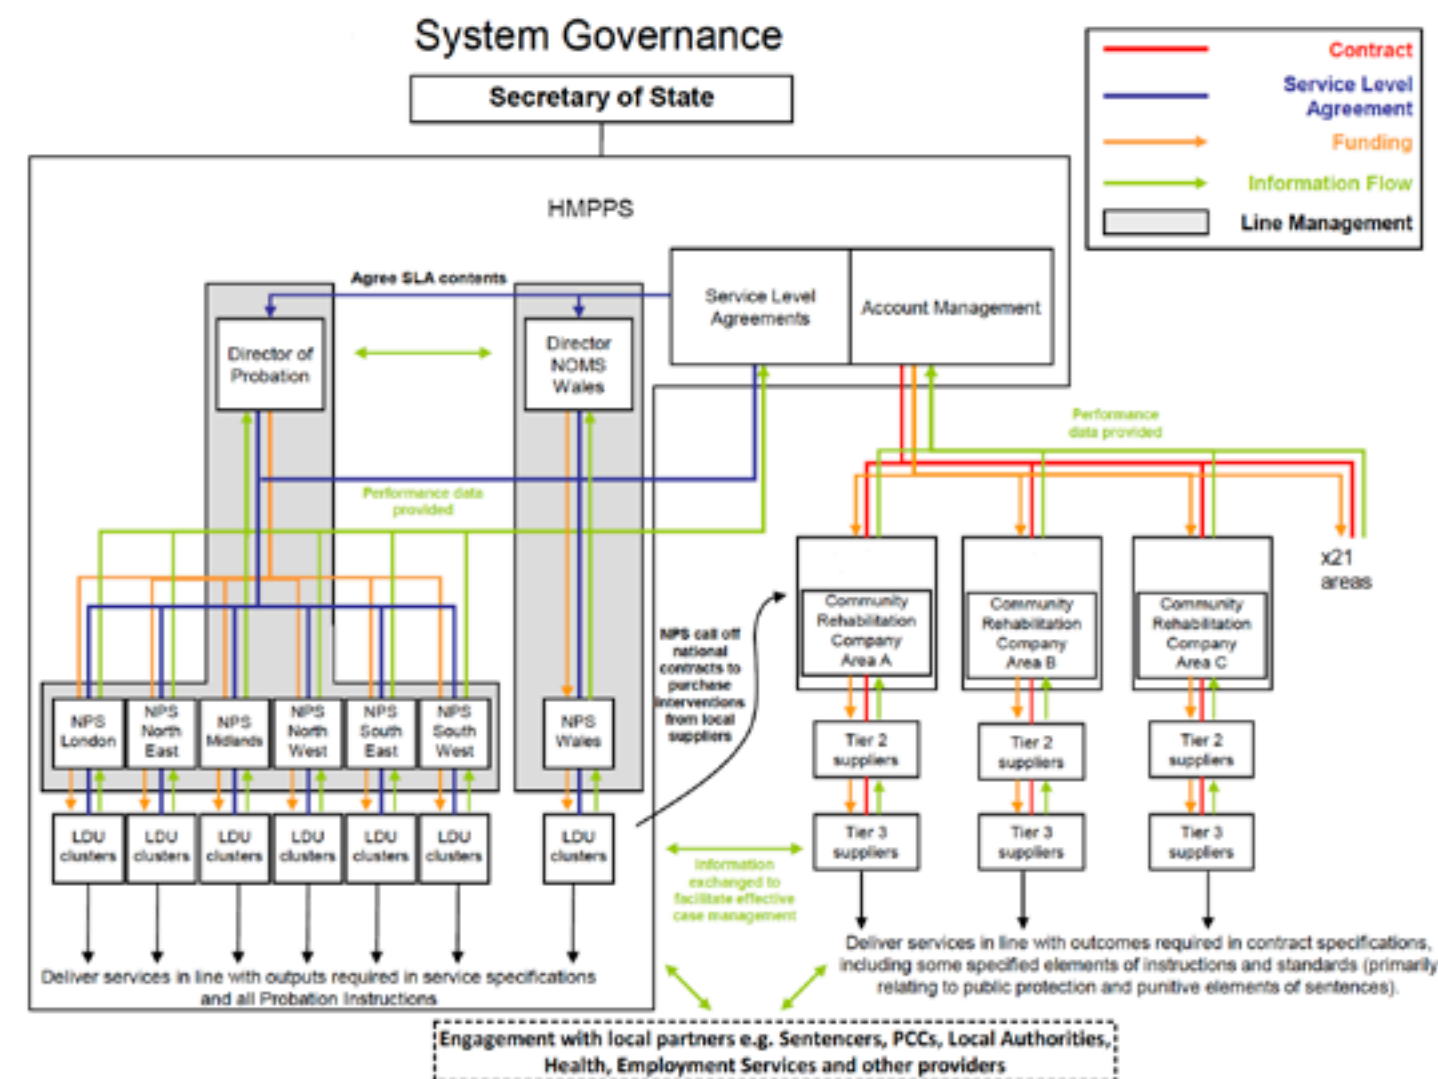 System Governance
Secretary of State
Contract
Service Level
Agreement
Funding
Information Flow
Line Management
HMPPS
Agree SLA contents
Service Level
Agreements
Account Management
Director of
Probation
Director
NOMS
Wales
Performance
data provided
Performance data
provided
x21
areas
Community
Rehabilitation
Company
Area A
Community
Rehabilitation
Company
Area B
Community
Rehabilitation
Company
Area C
NPS call off
national
contracts to
purchase
interventions
from local
suppliers
NPS
London
NPS
North
East
NPS
Midlands
NPS
North
West
NPS
South
East
NPS
South
West
NPS
Wales
Tier 2
suppliers
Tier 2
suppliers
Tier 2
suppliers
LDU
clusters
LDU
clusters
LDU
clusters
LDU
clusters
LDU
clusters
LDU
clusters
LDU
clusters
Tier 3
suppliers
Tier 3
suppliers
Tier 3
suppliers
Information
exchanged to
facilitate effective
case management
Deliver services in line with outputs required in service specifications
and all Probation Instructions
Deliver services in line with outcomes required in contract specifications,
including some specified elements of instructions and standards (primarily
relating to public protection and punitive elements of sentences).
Engagement with local partners e.g. Sentencers, PCCs, Local Authorities,
Health, Employment Services and other providers